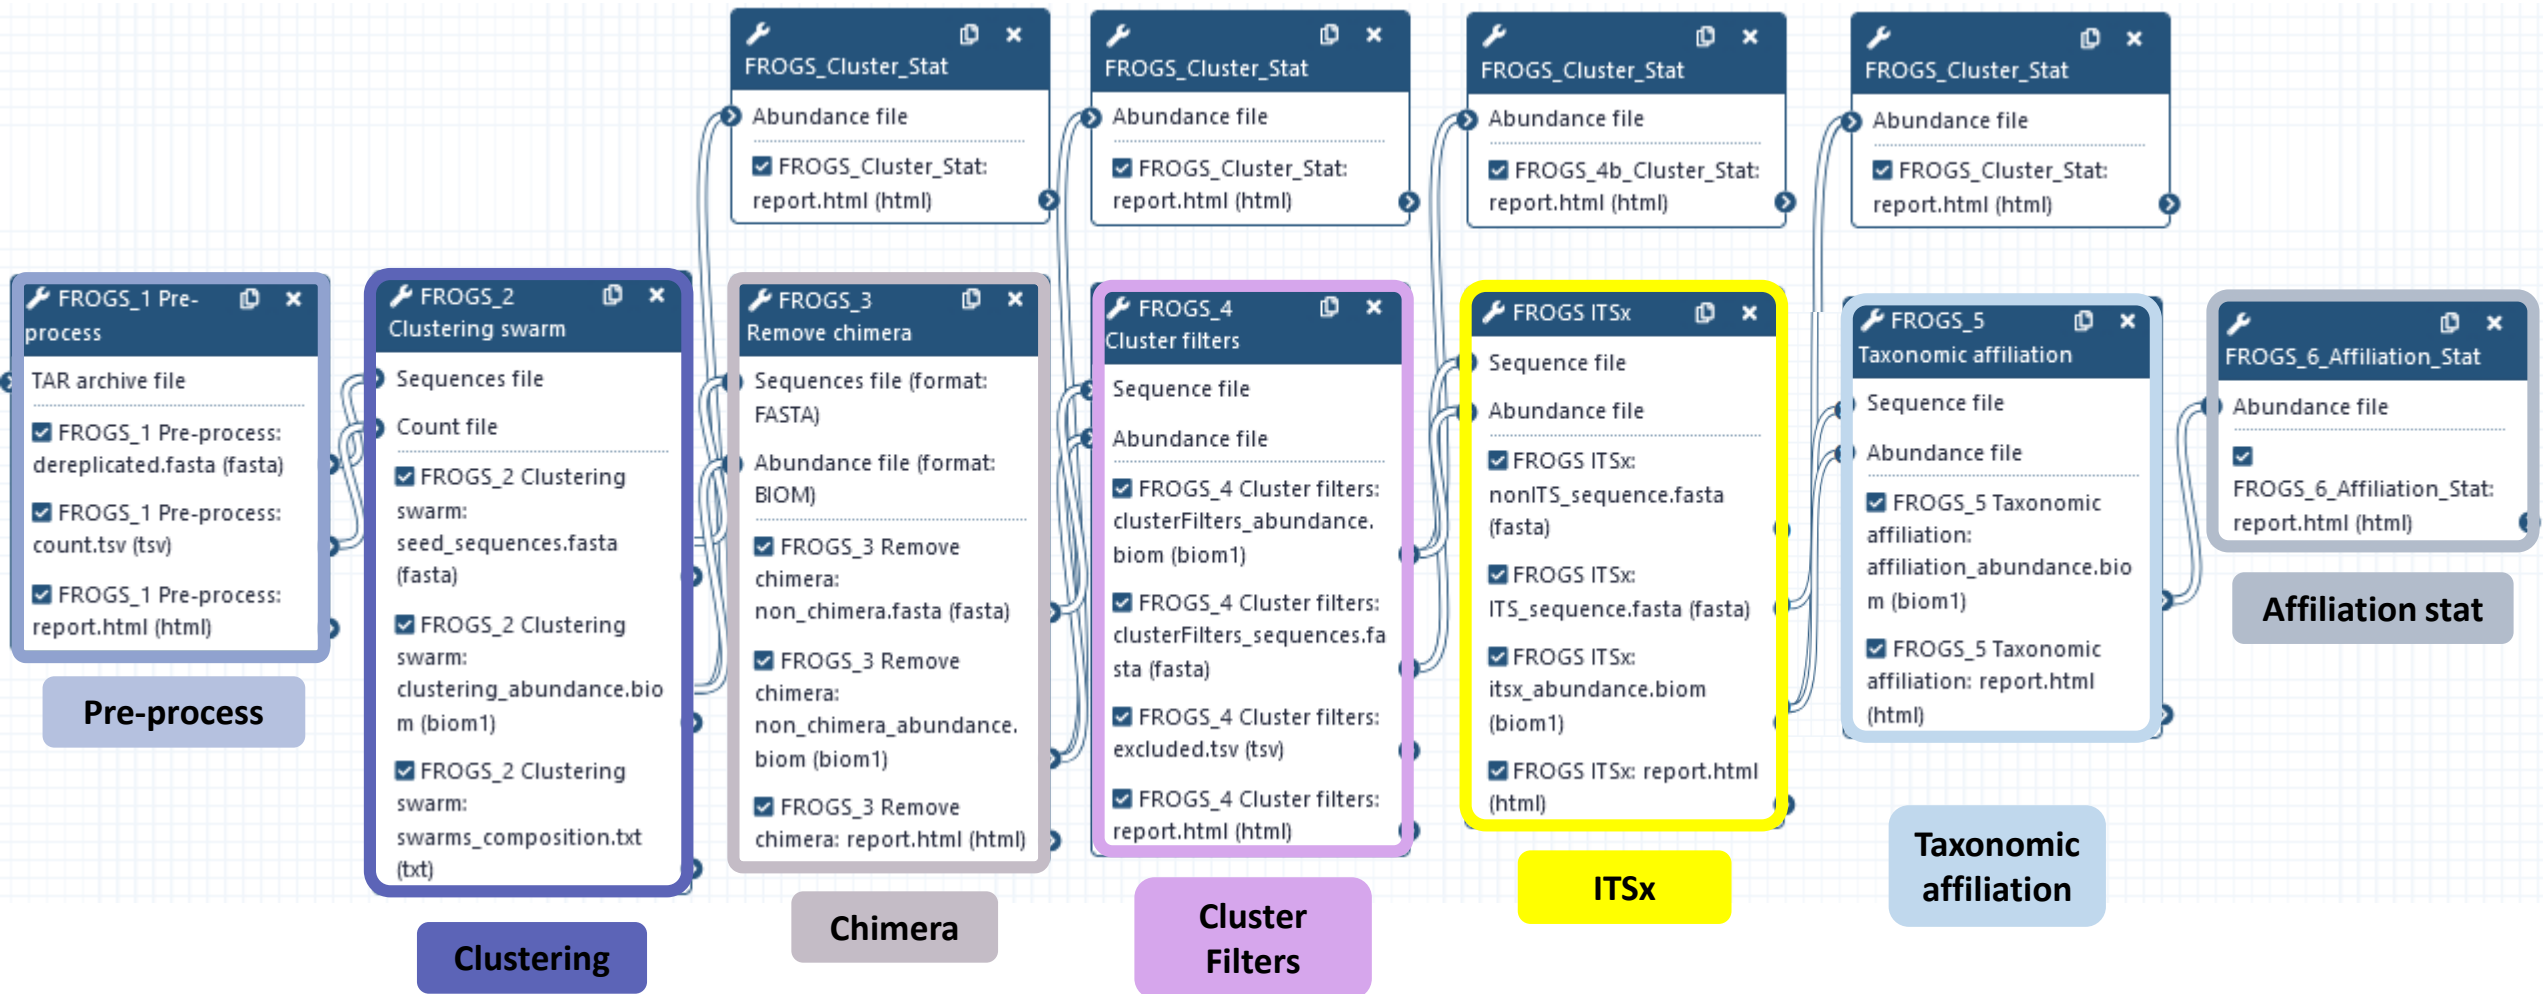 FROGS_Cluster_Stat
Abundance file
FROGS_Cluster_Stat:
report.html (html)
FROGS_Cluster_Stat
Abundance file
FROGS_Cluster_Stat:
report.html (html)
FROGS_Cluster_Stat
Abundance file
FROGS_4b_Cluster_Stat:
report.html (html)
FROGS_Cluster_Stat
Abundance file
FROGS_Cluster_Stat:
report.html (html)
FROGS_1 Pre-
process
TAR archive file
FROGS_1 Pre-process:
dereplicated.fasta (fasta)
FROGS_1 Pre-process:
count.tsv (tsv)
FROGS_1 Pre-process:
report.html (html)
Pre-process
FROGS_2
Clustering swarm
Sequences file
Count file
FROGS_2 Clustering
swarm:
seed_sequences.fasta
(fasta)
FROGS_2 Clustering
swarm:
clustering_abundance.bio
m (biom1)
FROGS_2 Clustering
swarm:
swarms_composition.txt
(txt)
Clustering
FROGS_3
Remove chimera
Sequences file (format:
FASTA)
Abundance file (format:
BIOM)
FROGS_3 Remove
chimera:
non_chimera.fasta (fasta)
FROGS_3 Remove
chimera:
non_chimera_abundance.
biom (biom1)
FROGS_3 Remove
chimera: report.html (html)
Chimera
FROGS_4
Cluster filters
Sequence file
Abundance file
FROGS_4 Cluster filters:
clusterFilters_abundance.
biom (biom1)
FROGS_4 Cluster filters:
clusterFilters_sequences.fa
sta (fasta)
FROGS_4 Cluster filters:
excluded.tsv (tsv)
FROGS_4 Cluster filters:
report.html (html)
Cluster
Filters
FROGS ITSx
Sequence file
Abundance file
FROGS ITSx:
nonITS_sequence.fasta
(fasta)
FROGS ITSx:
ITS_sequence.fasta (fasta)
FROGS ITSx:
itsx_abundance.biom
(biom1)
FROGS ITSx: report.html
(html)
ITSx
FROGS_5
Taxonomic affiliation
Sequence file
Abundance file
FROGS_5 Taxonomic
affiliation:
affiliation_abundance.bio
m (biom1)
FROGS_5 Taxonomic
affiliation: report.html
(html)
Taxonomic
affiliation
FROGS_6_Affiliation_Stat
Abundance file
FROGS_6_Affiliation_Stat:
report.html (html)
Affiliation stat